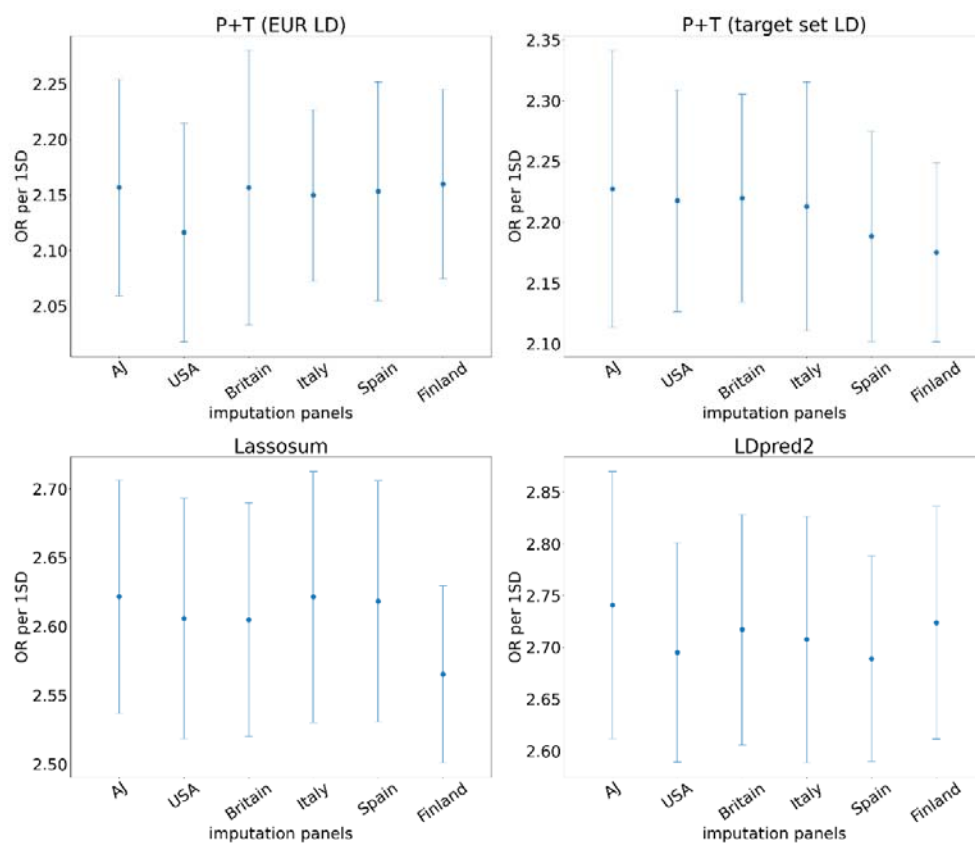 P+T (EUR LD)
OR per 1SD
2.25
2.20
2.15
2.10
2.05
AJ
USA
Britain
Italy
Spain
Finland
imputation panels
P+T (target set LD)
OR per 1SD
2.35
2.30
2.25
2.20
2.15
2.10
AJ
USA
Britain
Italy
Spain
Finland
imputation panels
Lassosum
OR per 1SD
2.70
2.65
2.60
2.55
2.50
AJ
USA
Britain
Italy
Spain
Finland
imputation panels
LDpred2
OR per 1SD
2.85
2.80
2.75
2.70
2.65
2.60
AJ
USA
Britain
Italy
Spain
Finland
imputation panels